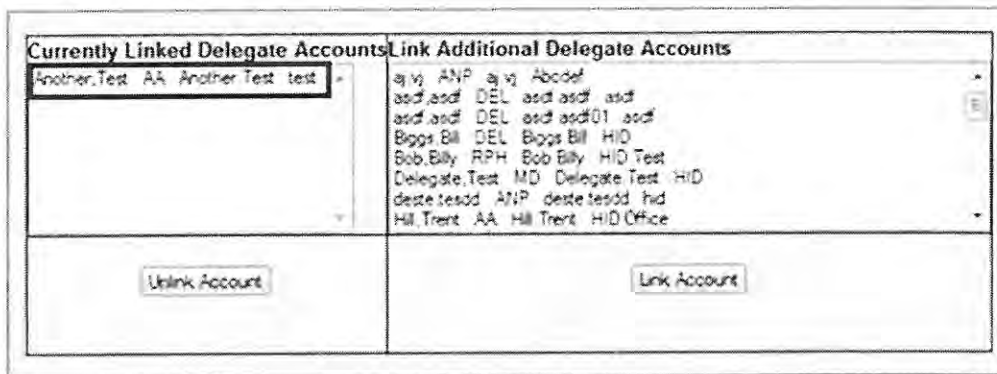 Currently Linked Delegate Accounts
Another,Test AA Another Test test
Unlink Account
Link Additional Delegate Accounts
aj vj ANP aj vj Abcdef
asdf,asdf DEL asdf asdf asdf
asdf,asdf DEL asdf asdf01 asdf
Biggs,Bill DEL Biggs Bill HID
Bob,Billy RPH Bob Billy HID Test
Delegate,Test MD Delegate Test HID
deste tesdd ANP deste tesdd hid
Hill,Trent AA Hill Trent HID Office
Link Account